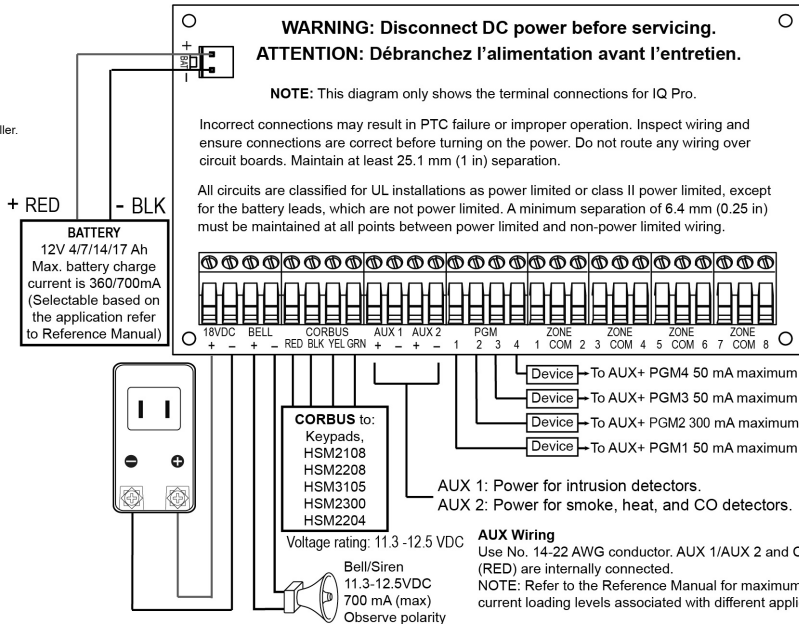 WARNING: Disconnect DC power before servicing.
ATTENTION: Débranchez l'alimentation avant l'entretien.
+
BAT
–
NOTE: This diagram only shows the terminal connections for IQ Pro.
Incorrect connections may result in PTC failure or improper operation. Inspect wiring and
ensure connections are correct before turning on the power. Do not route any wiring over
circuit boards. Maintain at least 25.1 mm (1 in) separation.
All circuits are classified for UL installations as power limited or class II power limited, except
for the battery leads, which are not power limited. A minimum separation of 6.4 mm (0.25 in)
must be maintained at all points between power limited and non-power limited wiring.
+ RED - BLK
BATTERY
12V 4/7/14/17 Ah
Max. battery charge
current is 360/700mA
(Selectable based on
the application refer
to Reference Manual)
18VDC BELL CORBUS AUX 1 AUX 2 PGM ZONE ZONE ZONE ZONE
+ – + – RED BLK YEL GRN + – + – 1 2 3 4 1 COM 2 3 COM 4 5 COM 6 7 COM 8
Device To AUX+ PGM4 50 mA maximum
Device To AUX+ PGM3 50 mA maximum
Device To AUX+ PGM2 300 mA maximum
Device To AUX+ PGM1 50 mA maximum
CORBUS to:
Keypads,
HSM2108
HSM2208
HSM3105
HSM2300
HSM2204
Voltage rating: 11.3 -12.5 VDC
AUX 1: Power for intrusion detectors.
AUX 2: Power for smoke, heat, and CO detectors.
Bell/Siren
11.3-12.5VDC
700 mA (max)
Observe polarity
AUX Wiring
Use No. 14-22 AWG conductor. AUX 1/AUX 2 and
(RED) are internally connected.
NOTE: Refer to the Reference Manual for maximum
current loading levels associated with different